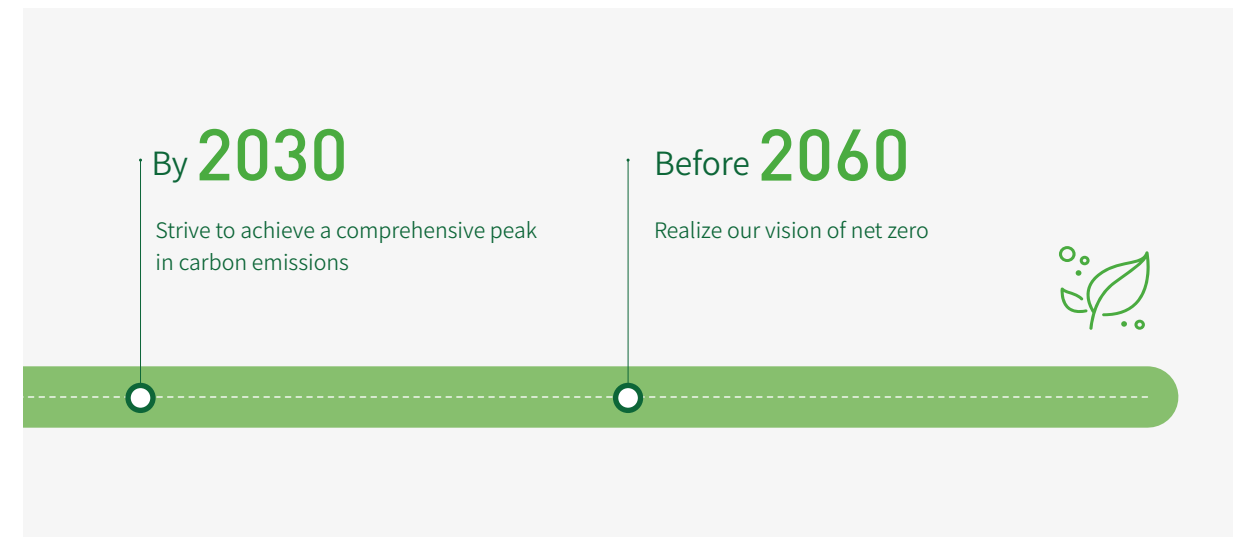 By 2030
Strive to achieve a comprehensive peak
in carbon emissions
Before 2060
Realize our vision of net zero